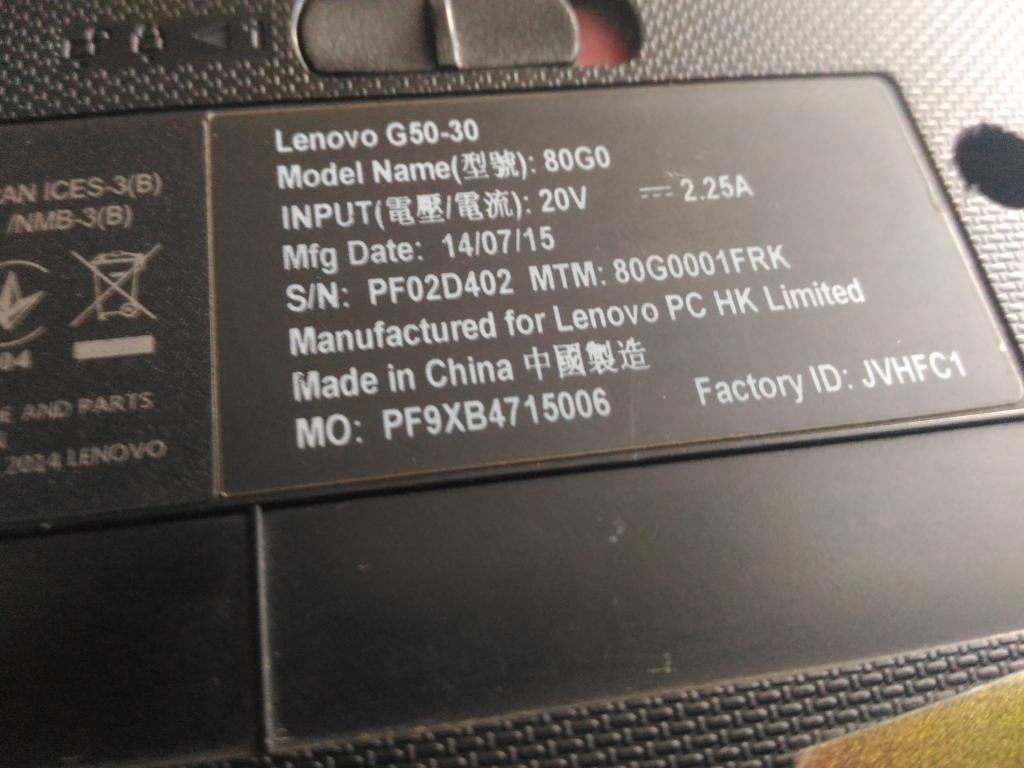 AN ICES-3(B)
/NMB-3(B)
04
E AND PARTS
2014 LENOVO
Lenovo G50-30
Model Name(型號): 80G0
INPUT(電壓/電流): 20V ⎓ 2.25A
Mfg Date: 14/07/15
S/N: PF02D402 MTM: 80G0001FRK
Manufactured for Lenovo PC HK Limited
Made in China 中國製造
MO: PF9XB4715006 Factory ID: JVHFC1